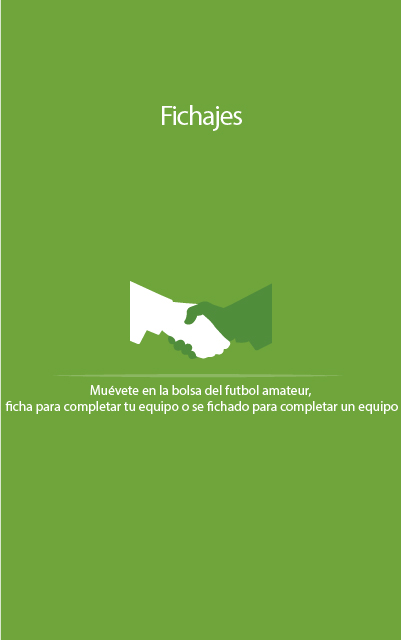 Fichajes
Muévete en la bolsa del futbol amateur,
ficha para completar tu equipo o se fichado para completar un equipo